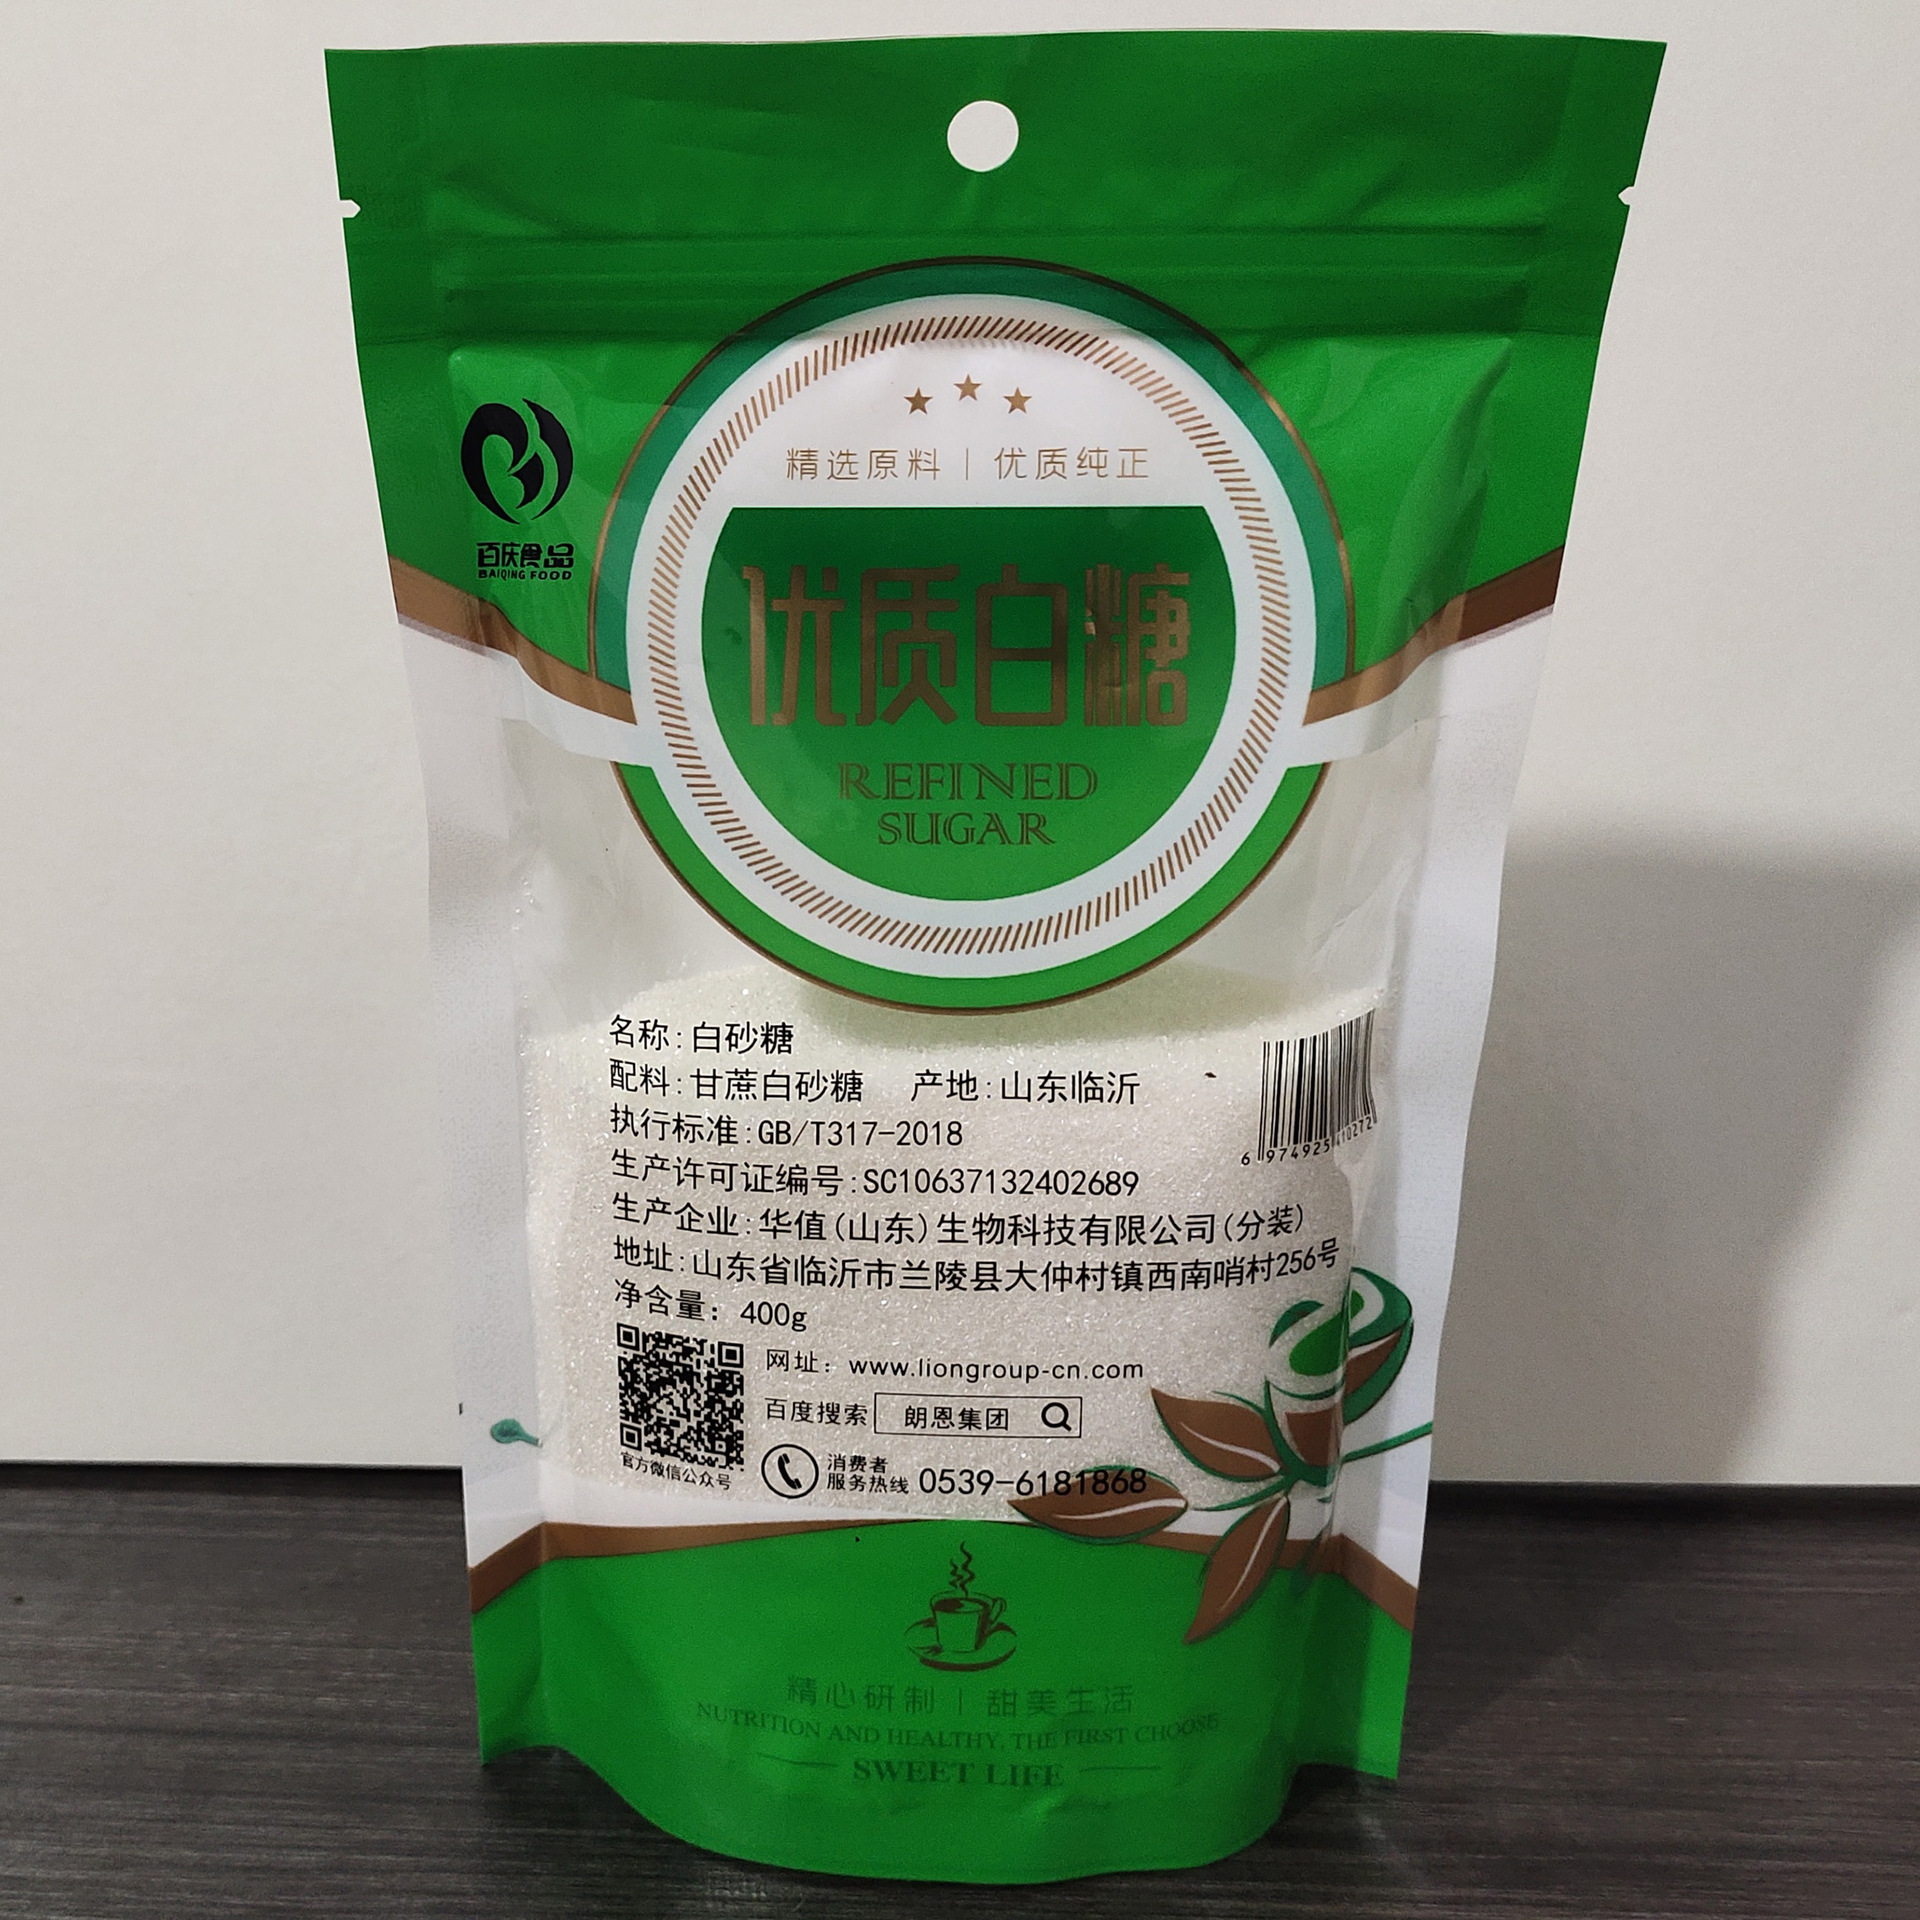 精选原料 | 优质纯正
百庆食品
BAIQING FOOD
优质白糖
REFINED
SUGAR
名称:白砂糖
配料:甘蔗白砂糖 产地:山东临沂
执行标准:GB/T317-2018
生产许可证编号:SC10637132402689
生产企业:华值(山东)生物科技有限公司(分装)
地址:山东省临沂市兰陵县大仲村镇西南哨村256号
净含量: 400g
6 974925 410272
网址: www.liongroup-cn.com
百度搜索 朗恩集团
官方微信公众号
消费者
服务热线 0539-6181868
精心研制 | 甜美生活
NUTRITION AND HEALTHY, THE FIRST CHOOSE
SWEET LIFE